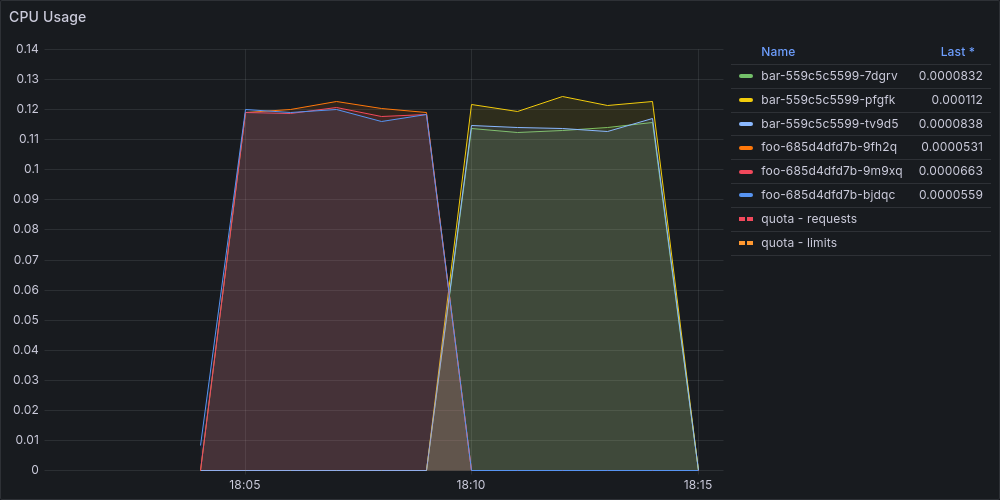 CPU Usage
0.14
0.13
0.12
0.11
0.1
0.09
0.08
0.07
0.06
0.05
0.04
0.03
0.02
0.01
0
18:05 18:10 18:15
Name Last *
bar-559c5c5599-7dgrv 0.0000832
bar-559c5c5599-pfgfk 0.000112
bar-559c5c5599-tv9d5 0.0000838
foo-685d4dfd7b-9fh2q 0.0000531
foo-685d4dfd7b-9m9xq 0.0000663
foo-685d4dfd7b-bjdqc 0.0000559
quota - requests
quota - limits